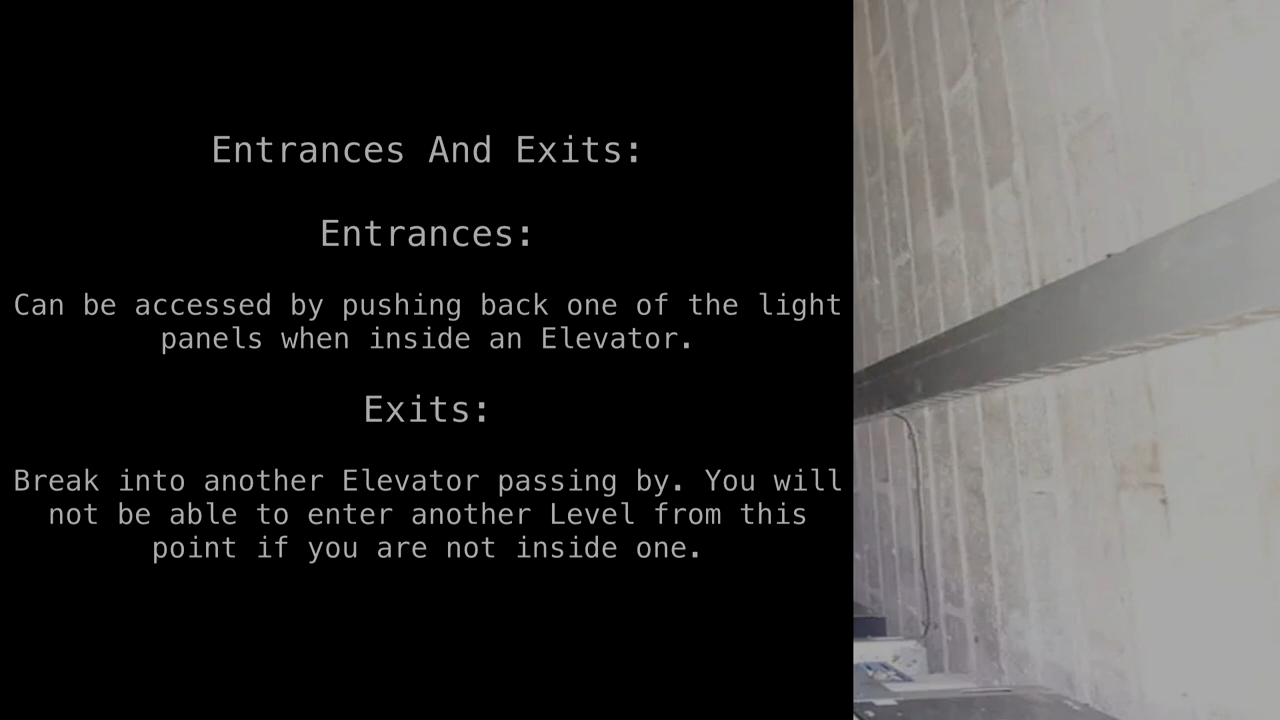 Entrances And Exits:
Entrances:
Can be accessed by pushing back one of the light
panels when inside an Elevator.
Exits:
Break into another Elevator passing by. You will
not be able to enter another Level from this
point if you are not inside one.